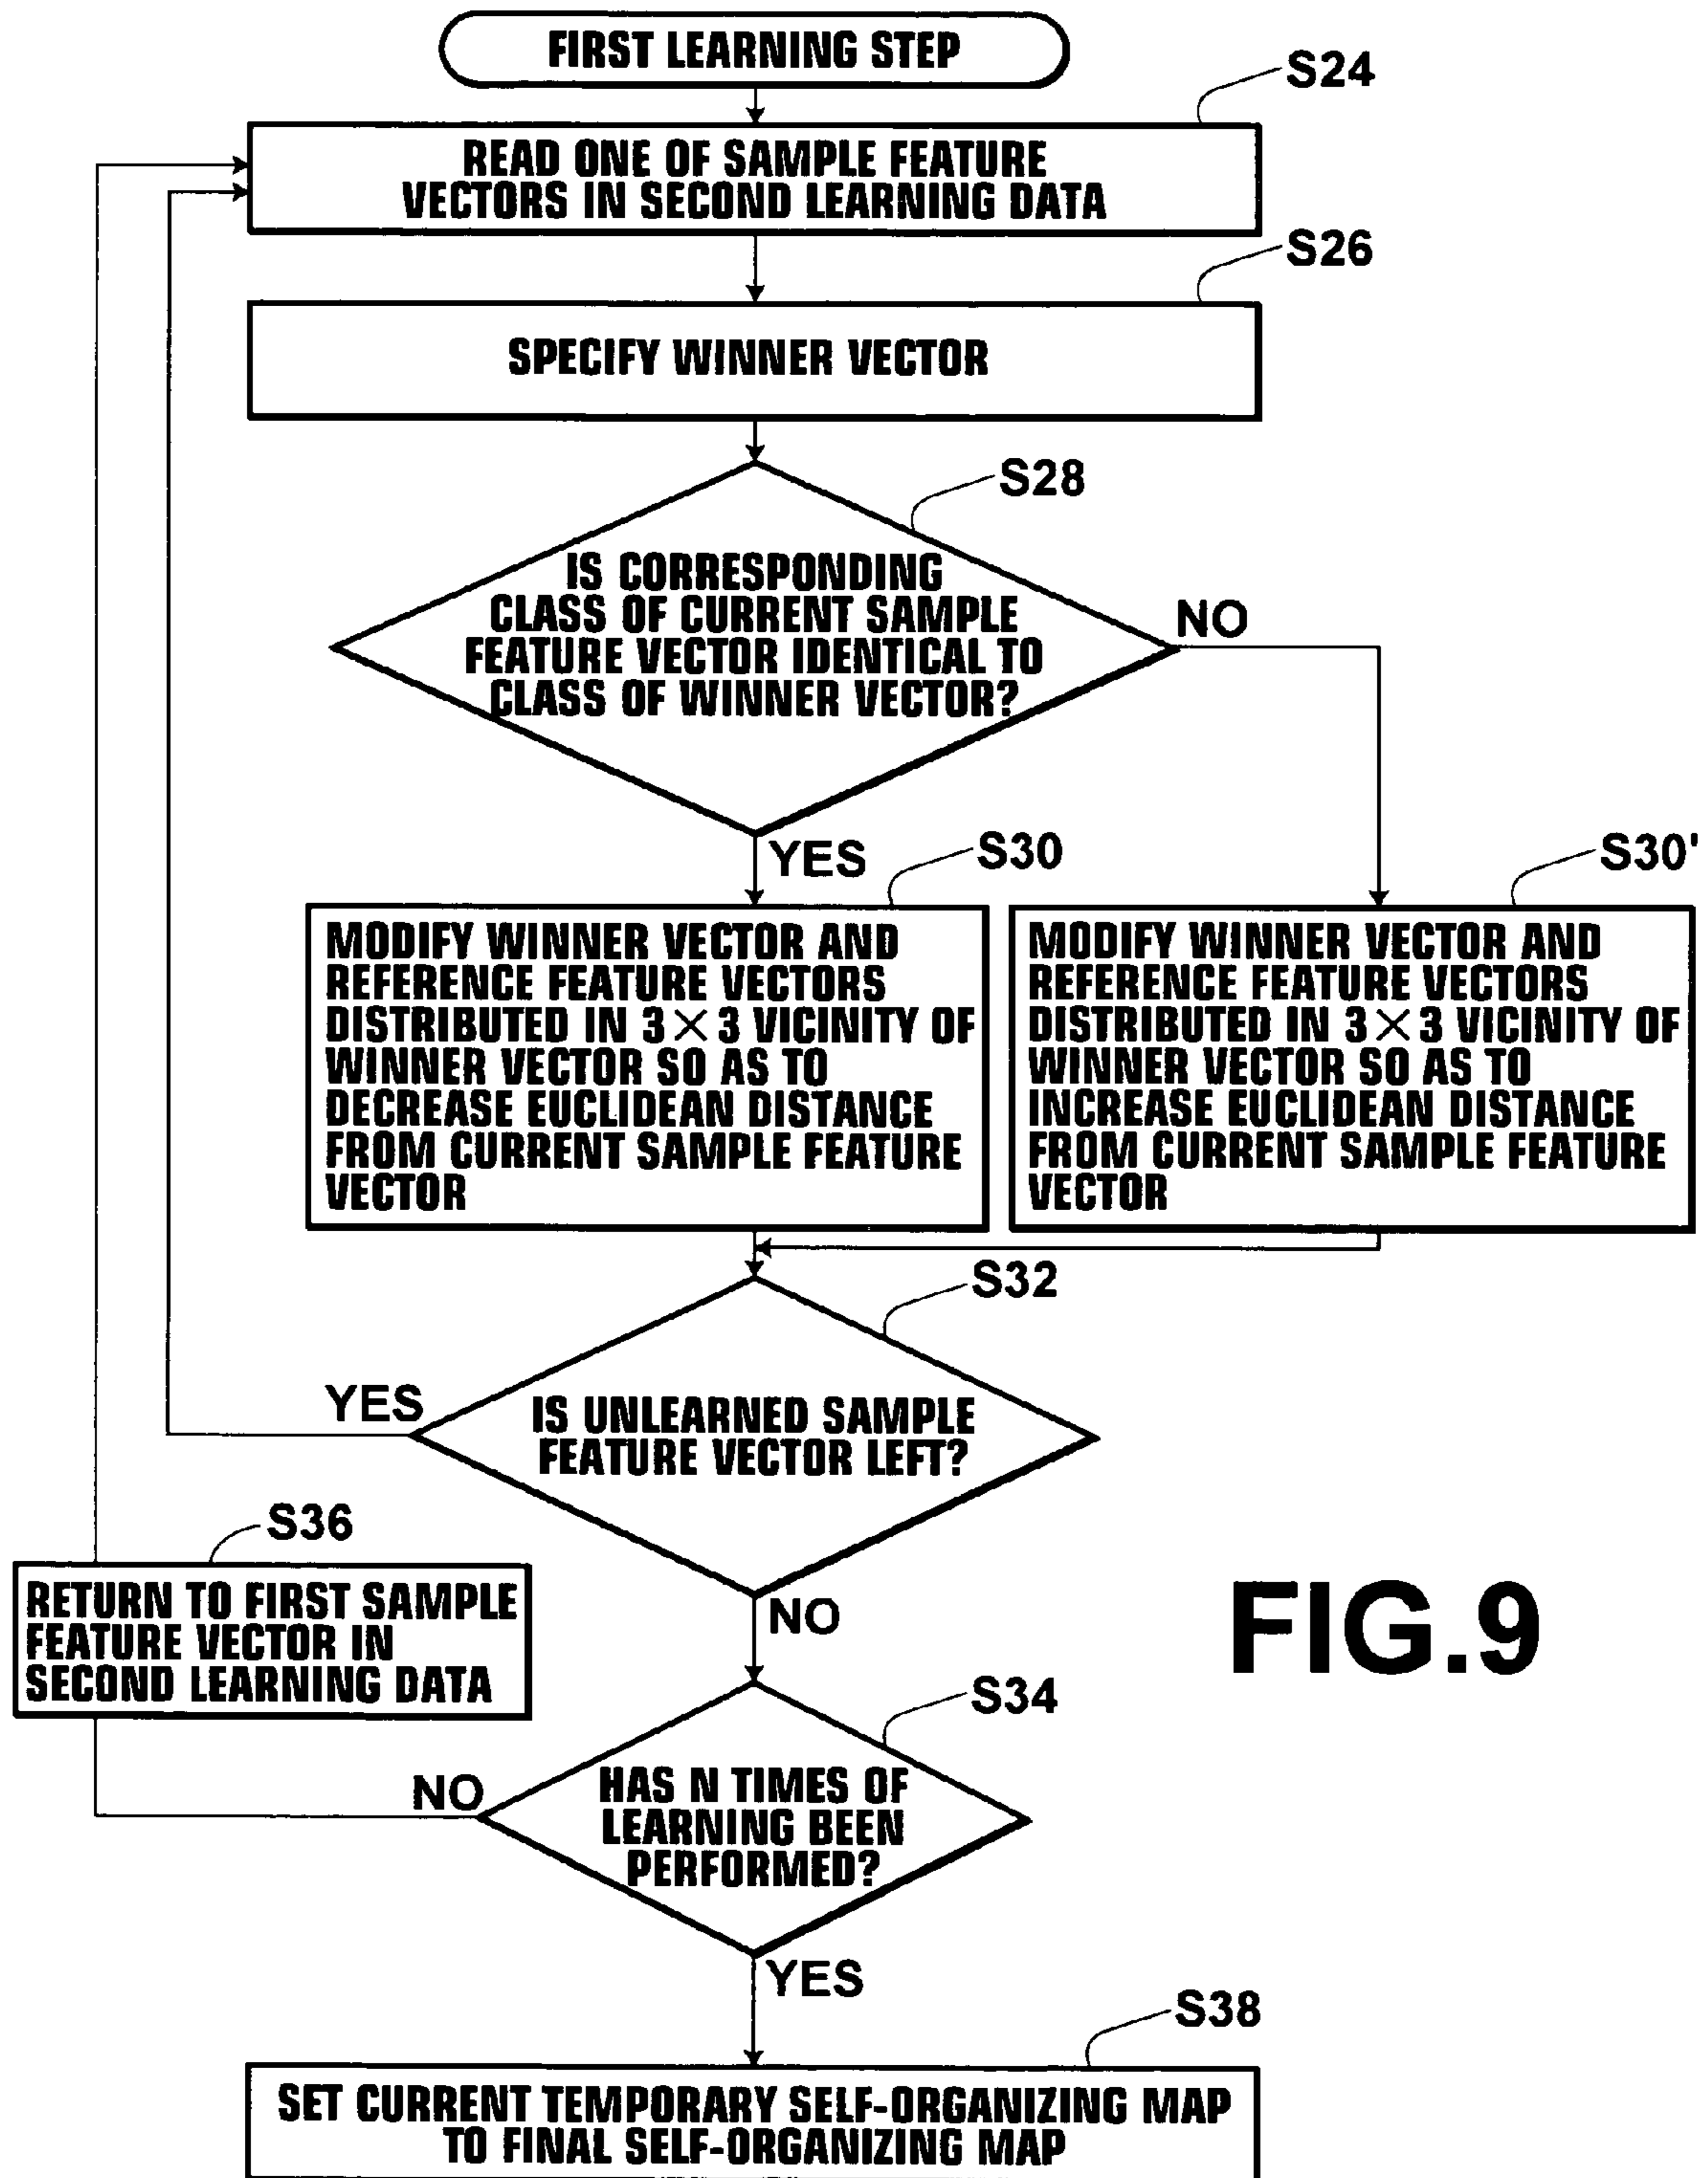 FIRST LEARNING STEP
S24
READ ONE OF SAMPLE FEATURE
VECTORS IN SECOND LEARNING DATA
S26
SPECIFY WINNER VECTOR
S28
IS CORRESPONDING
CLASS OF CURRENT SAMPLE
FEATURE VECTOR IDENTICAL TO
CLASS OF WINNER VECTOR?
NO
YES
S30
MODIFY WINNER VECTOR AND
REFERENCE FEATURE VECTORS
DISTRIBUTED IN 3×3 VICINITY OF
WINNER VECTOR SO AS TO
DECREASE EUCLIDEAN DISTANCE
FROM CURRENT SAMPLE FEATURE
VECTOR
S30'
MODIFY WINNER VECTOR AND
REFERENCE FEATURE VECTORS
DISTRIBUTED IN 3×3 VICINITY OF
WINNER VECTOR SO AS TO
INCREASE EUCLIDEAN DISTANCE
FROM CURRENT SAMPLE FEATURE
VECTOR
S32
YES
IS UNLEARNED SAMPLE
FEATURE VECTOR LEFT?
NO
S36
RETURN TO FIRST SAMPLE
FEATURE VECTOR IN
SECOND LEARNING DATA
FIG.9
S34
NO
HAS N TIMES OF
LEARNING BEEN
PERFORMED?
YES
S38
SET CURRENT TEMPORARY SELF-ORGANIZING MAP
TO FINAL SELF-ORGANIZING MAP